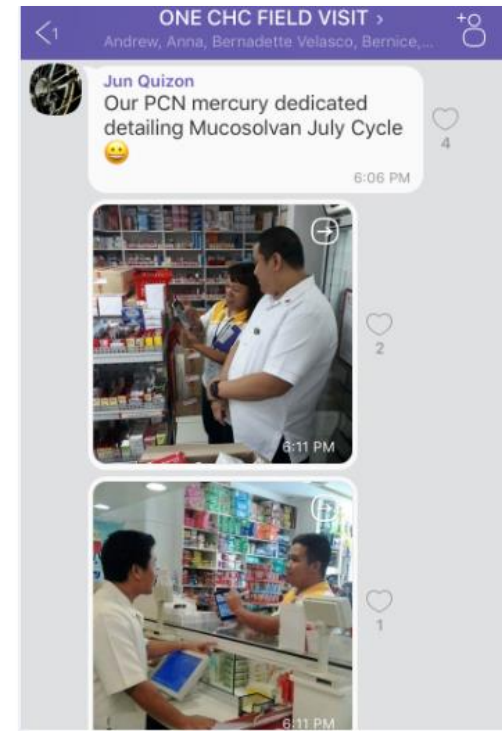 ONE CHC FIELD VISIT >
<1
Andrew, Anna, Bernadette Velasco, Bernice,...
Jun Quizon
Our PCN mercury dedicated
detailing Mucosolvan July Cycle
😀
4
6:06 PM
2
6:11 PM
1
6:11 PM